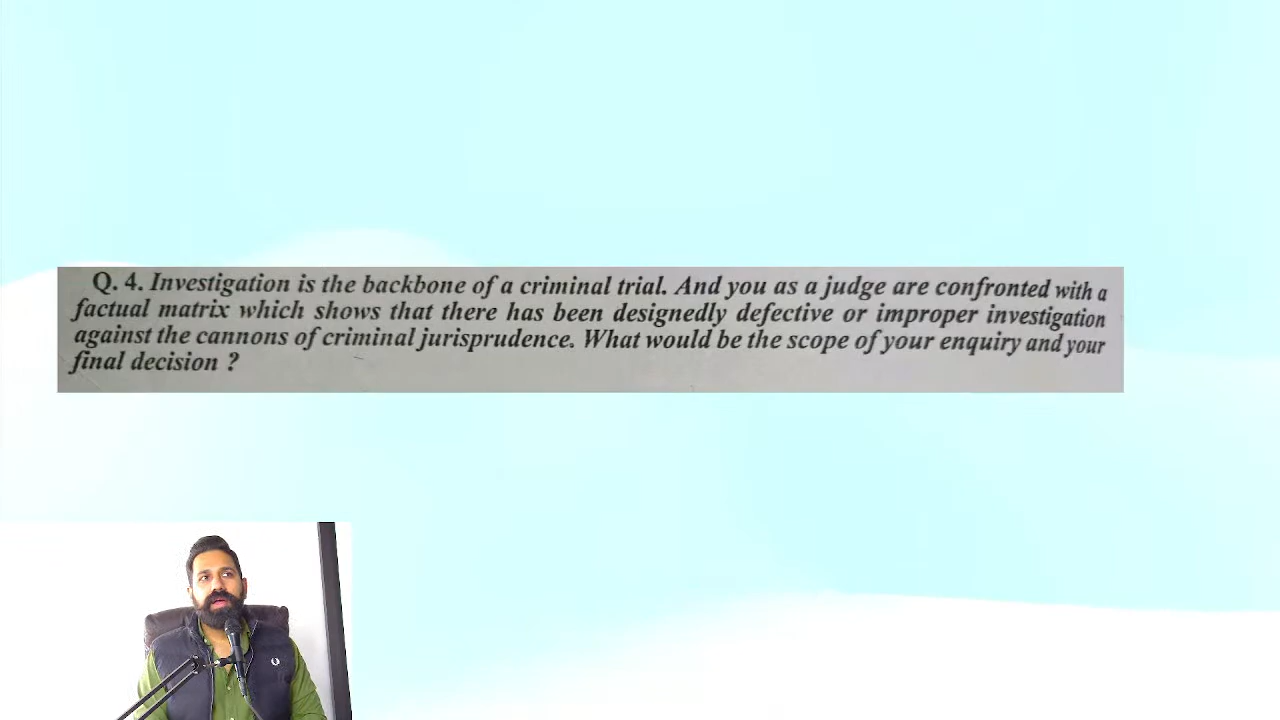 Q. 4. Investigation is the backbone of a criminal trial. And you as a judge are confronted with a
factual matrix which shows that there has been designedly defective or improper investigation
against the cannons of criminal jurisprudence. What would be the scope of your enquiry and your
final decision ?